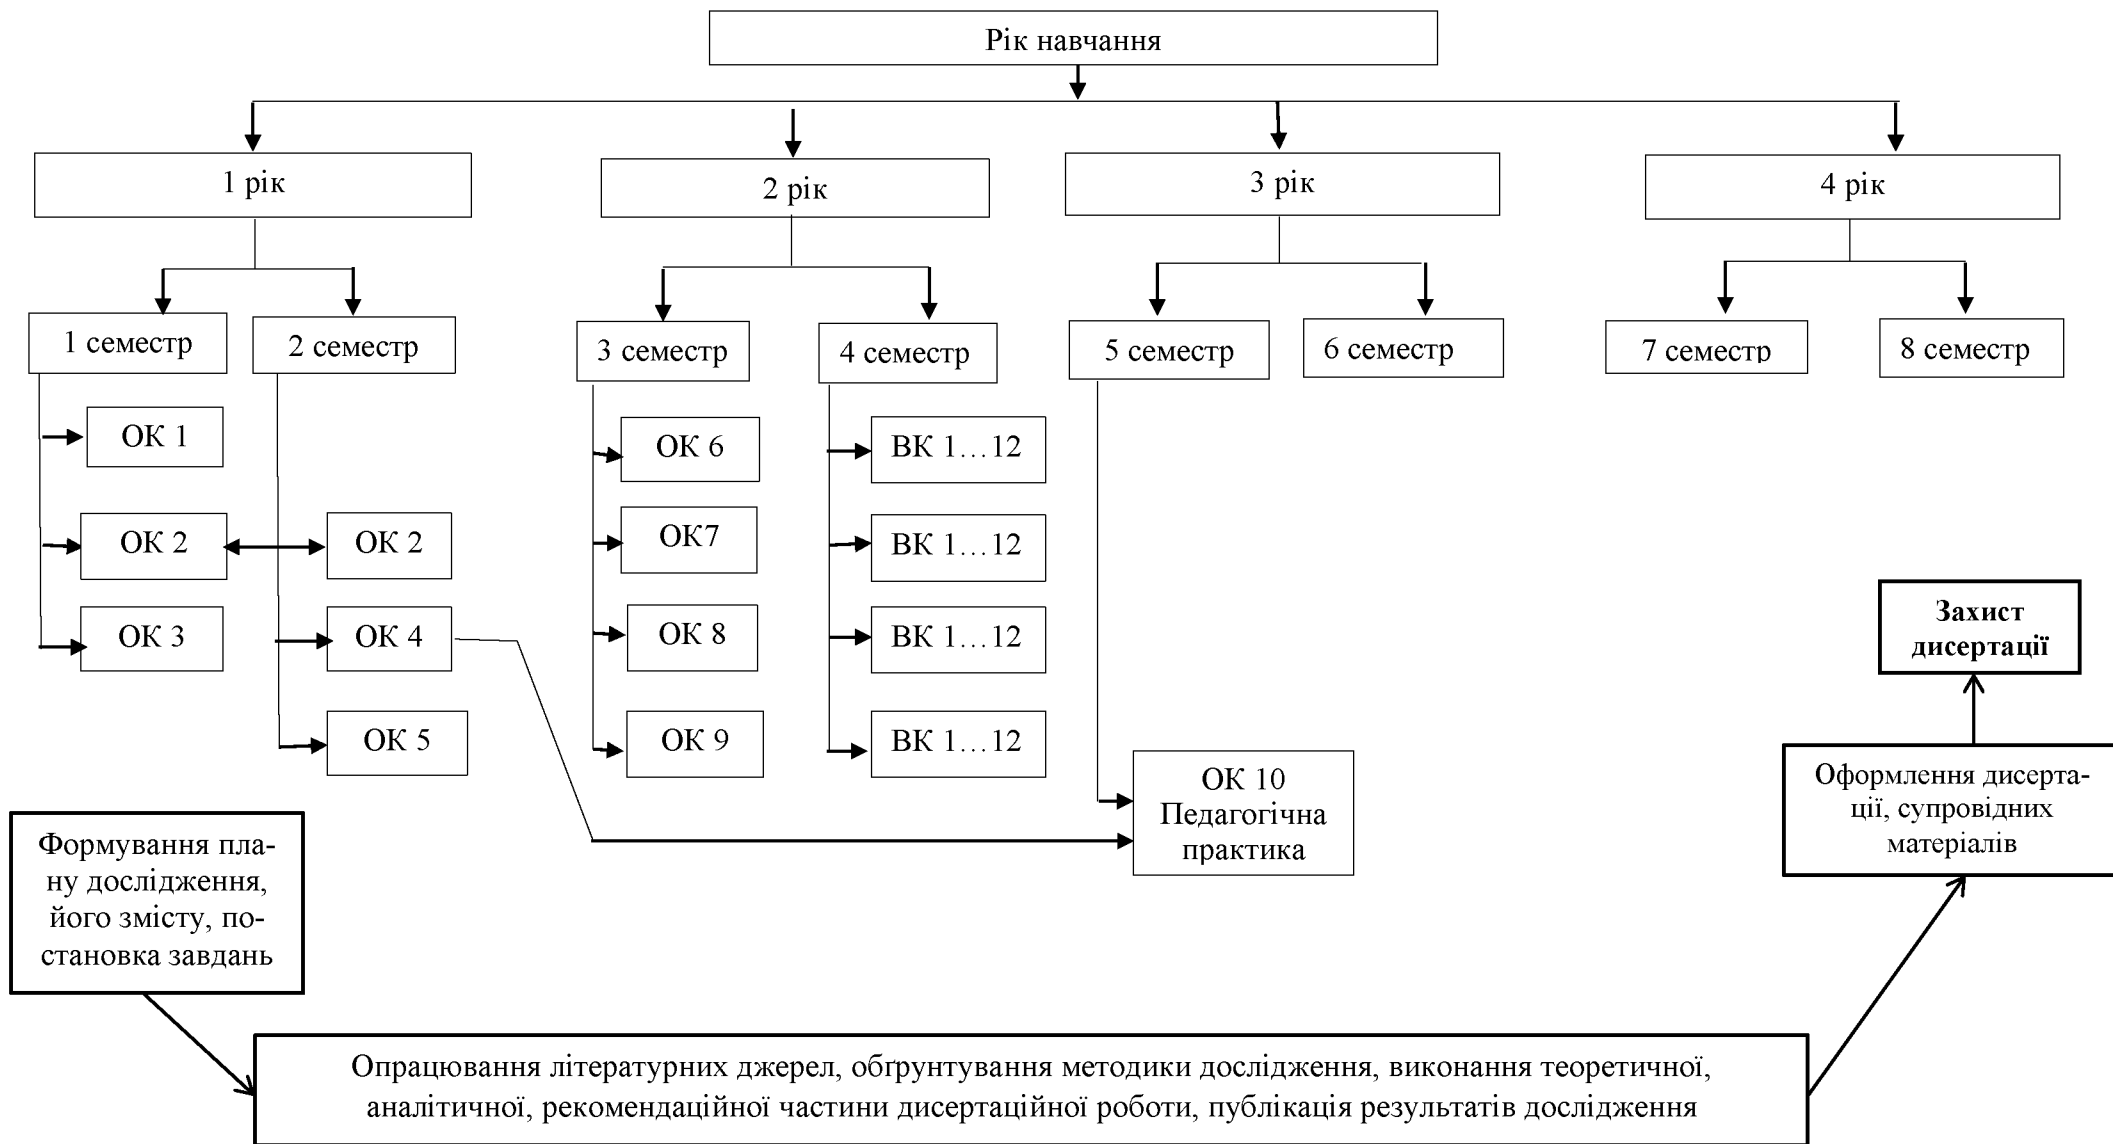 Рік навчання
1 рік
2 рік
3 рік
4 рік
1 семестр
2 семестр
3 семестр
4 семестр
5 семестр
6 семестр
7 семестр
8 семестр
ОК 1
ОК 6
ВК 1…12
ОК 2
ОК 2
ОК7
ВК 1…12
ОК 3
ОК 4
ОК 8
ВК 1…12
Захист
дисертації
ОК 5
ОК 9
ВК 1…12
ОК 10
Педагогічна
практика
Оформлення дисерта-
ції, супровідних
матеріалів
Формування пла-
ну дослідження,
його змісту, по-
становка завдань
Опрацювання літературних джерел, обґрунтування методики дослідження, виконання теоретичної,
аналітичної, рекомендаційної частини дисертаційної роботи, публікація результатів дослідження